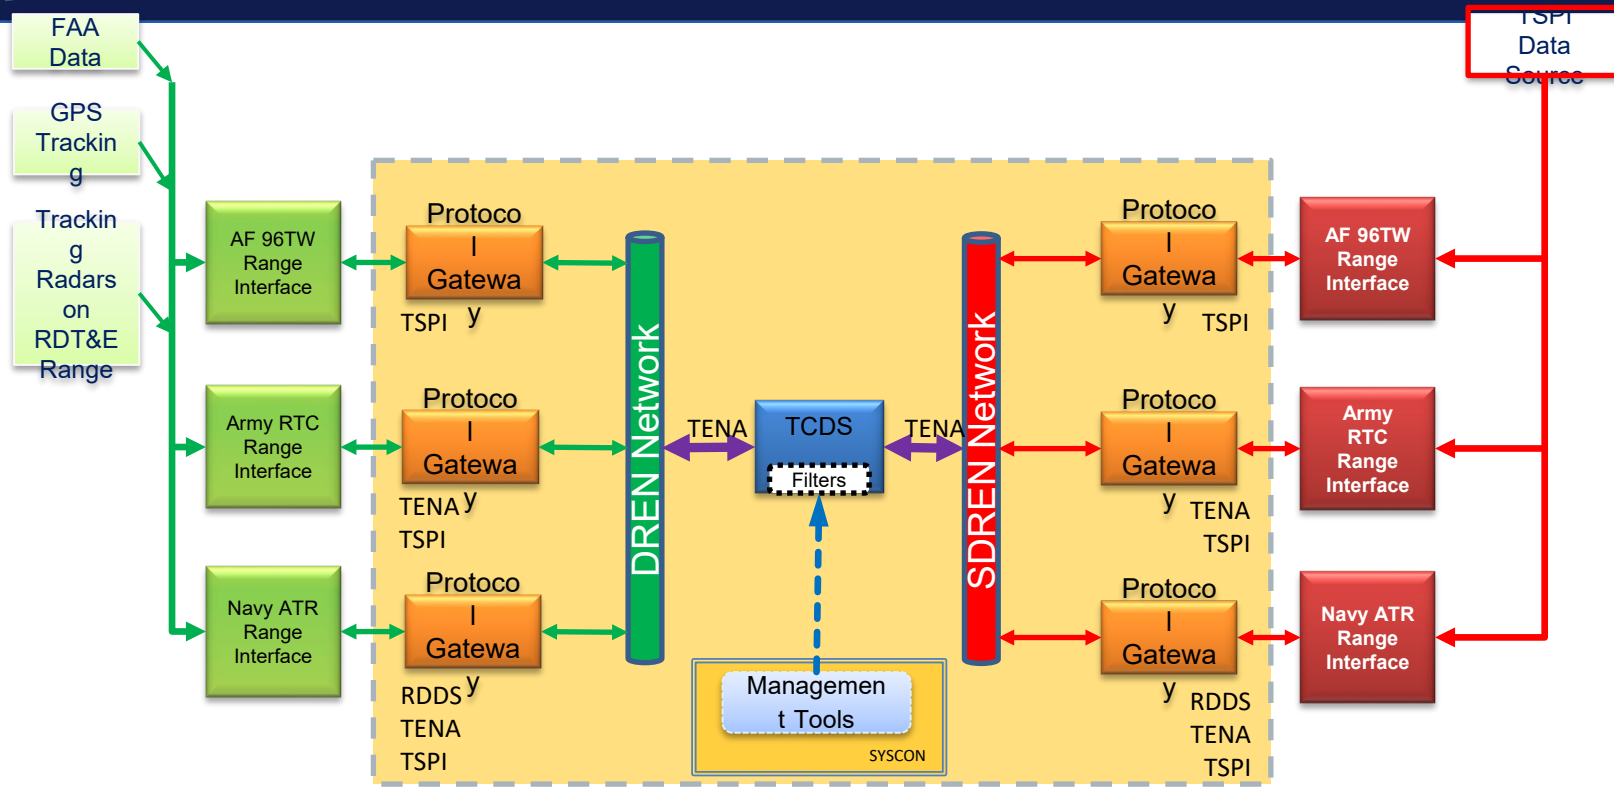 FAA
Data
GPS
Trackin
g
Trackin
g
Radars
on
RDT&E
Range
TSPI
Data
Source
AF 96TW
Range
Interface
Army RTC
Range
Interface
Navy ATR
Range
Interface
Protoco
l
Gatewa
y
TSPI
Protoco
l
Gatewa
y
TENA
TSPI
Protoco
l
Gatewa
y
RDDS
TENA
TSPI
DREN Network
TENA
TCDS
Filters
TENA
SDREN Network
Managemen
t Tools
SYSCON
Protoco
l
Gatewa
y
TSPI
Protoco
l
Gatewa
y
TENA
TSPI
Protoco
l
Gatewa
y
RDDS
TENA
TSPI
AF 96TW
Range
Interface
Army
RTC
Range
Interface
Navy ATR
Range
Interface